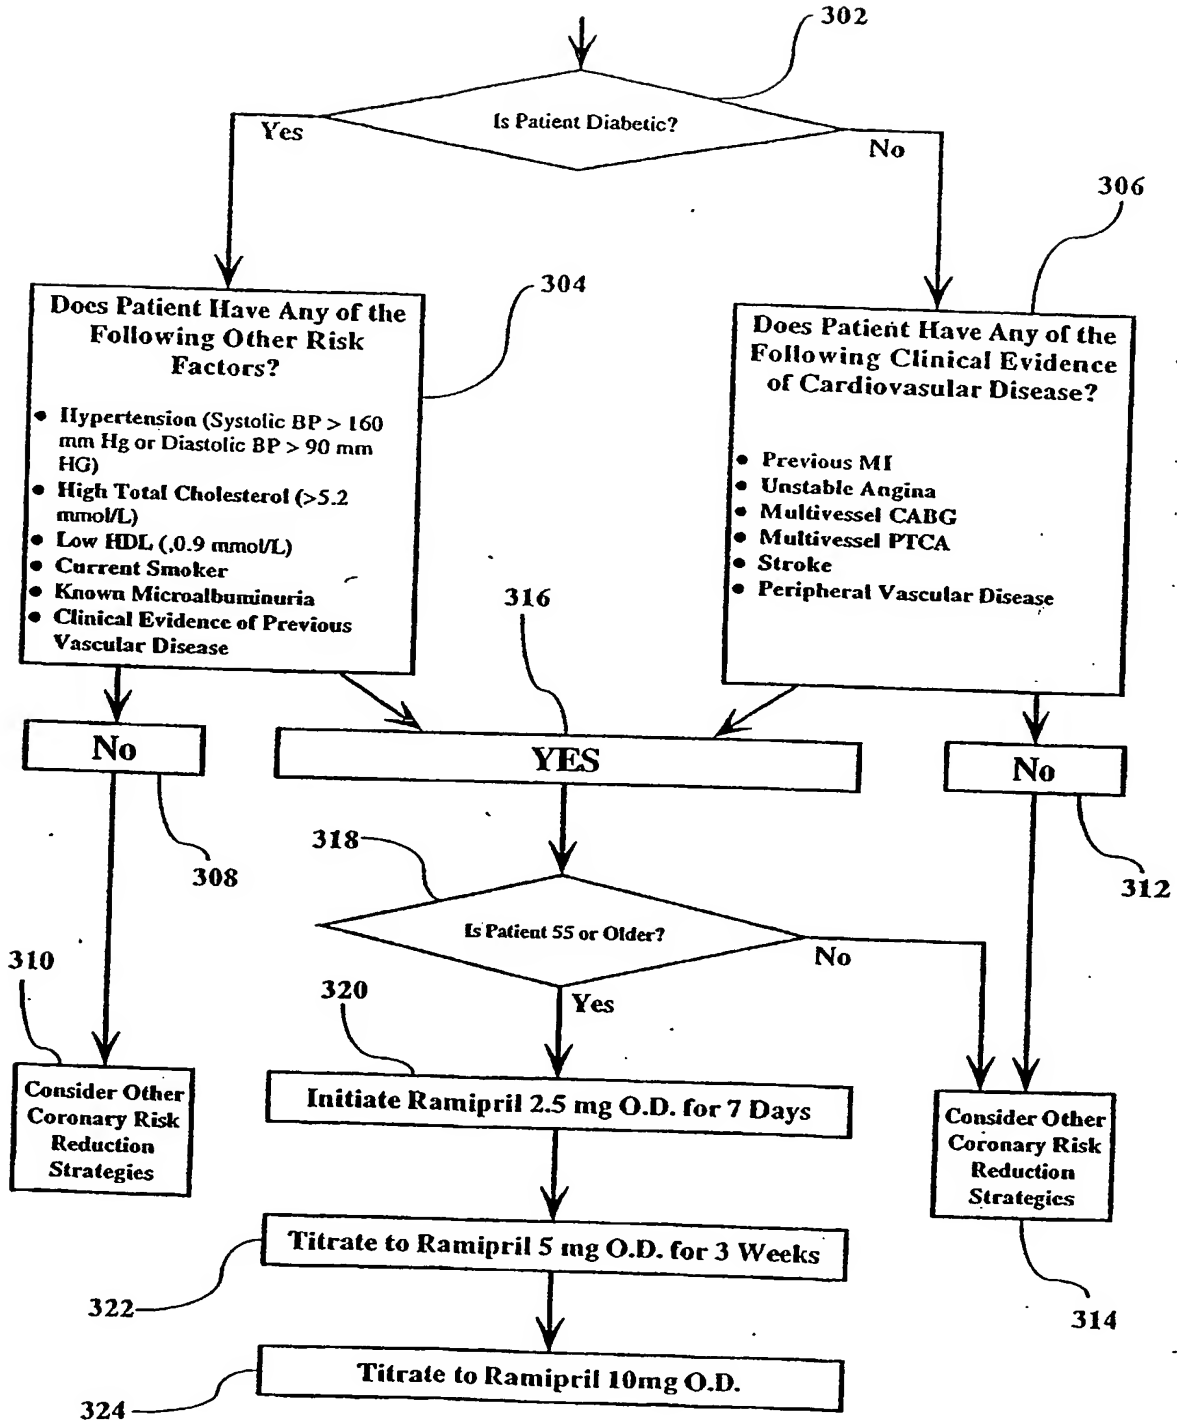 302
Is Patient Diabetic?
Yes
No
306
304
Does Patient Have Any of the
Following Other Risk
Factors?
• Hypertension (Systolic BP > 160
mm Hg or Diastolic BP > 90 mm
HG)
• High Total Cholesterol (>5.2
mmol/L)
• Low HDL (,0.9 mmol/L)
• Current Smoker
• Known Microalbuminuria
• Clinical Evidence of Previous
Vascular Disease
Does Patient Have Any of the
Following Clinical Evidence
of Cardiovasular Disease?
• Previous MI
• Unstable Angina
• Multivessel CABG
• Multivessel PTCA
• Stroke
• Peripheral Vascular Disease
316
No
YES
No
308
318
312
Is Patient 55 or Older?
No
310
320
Yes
Consider Other
Coronary Risk
Reduction
Strategies
Initiate Ramipril 2.5 mg O.D. for 7 Days
Consider Other
Coronary Risk
Reduction
Strategies
Titrate to Ramipril 5 mg O.D. for 3 Weeks
322
314
Titrate to Ramipril 10mg O.D.
324